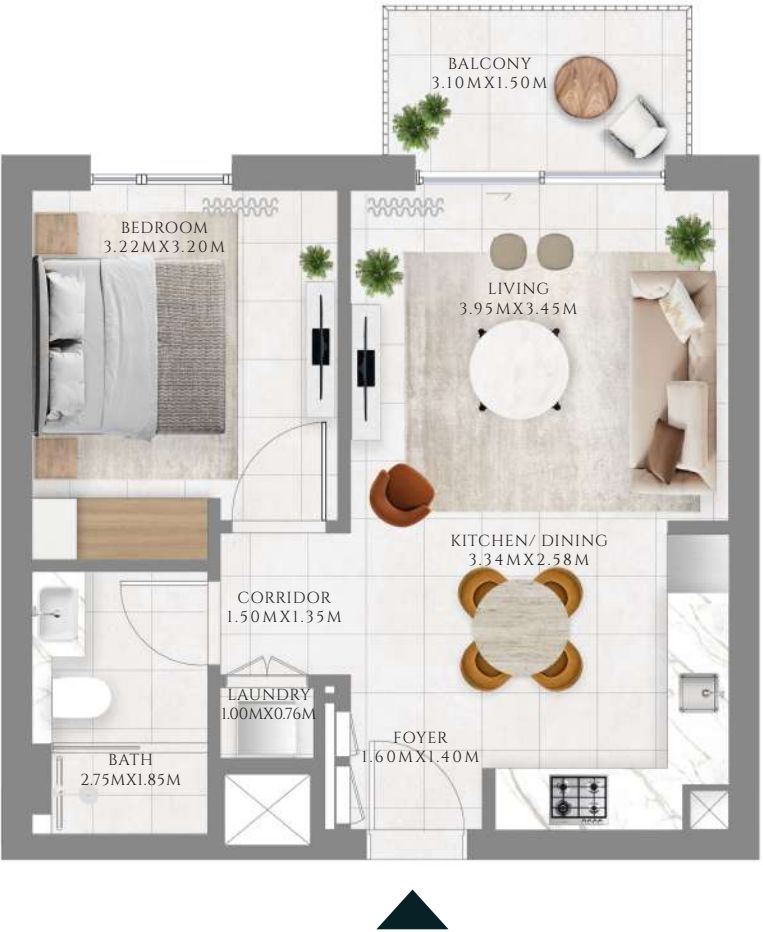 BALCONY
3.10MX1.50M
BEDROOM
3.22MX3.20M
LIVING
3.95MX3.45M
KITCHEN/ DINING
3.34MX2.58M
CORRIDOR
1.50MX1.35M
LAUNDRY
1.00MX0.76M
FOYER
1.60MX1.40M
BATH
2.75MX1.85M